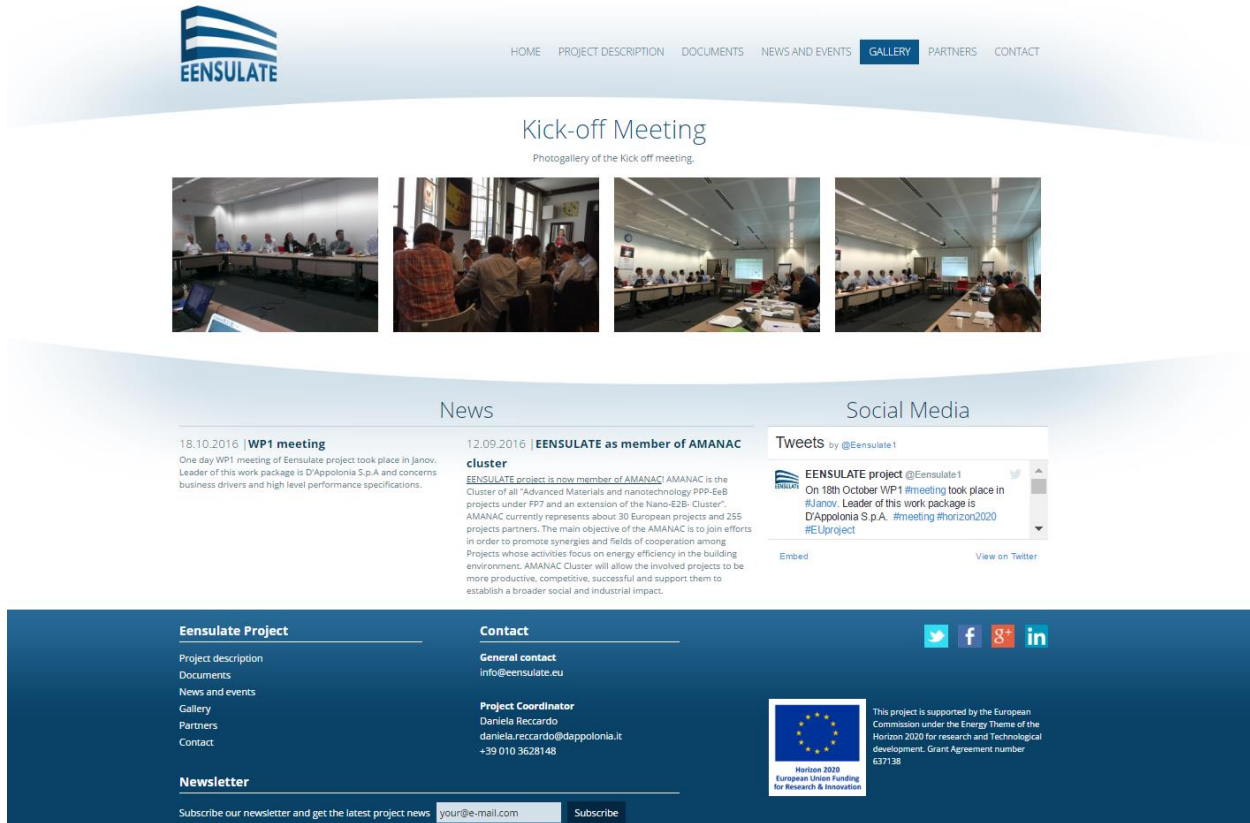 EENSULATE
HOME PROJECT DESCRIPTION DOCUMENTS NEWS AND EVENTS GALLERY PARTNERS CONTACT
Kick-off Meeting
Photogallery of the Kick off meeting.
News
18.10.2016 | WP1 meeting
One day WP1 meeting of Eensulate project took place in Janov.
Leader of this work package is D'Appolonia S.p.A and concerns
business drivers and high level performance specifications.
12.09.2016 | EENSULATE as member of AMANAC
cluster
EENSULATE project is now member of AMANAC! AMANAC is the
Cluster of all "Advanced Materials and nanotechnology PPP-EeB
projects under FP7 and an extension of the Nano-E2B- Cluster".
AMANAC currently represents about 30 European projects and 255
projects partners. The main objective of the AMANAC is to join efforts
in order to promote synergies and fields of cooperation among
Projects whose activities focus on energy efficiency in the building
environment. AMANAC Cluster will allow the involved projects to be
more productive, competitive, successful and support them to
establish a broader social and industrial impact.
Social Media
Tweets by @Eensulate1
EENSULATE
EENSULATE project @Eensulate1
On 18th October WP1 #meeting took place in
#Janov. Leader of this work package is
D'Appolonia S.p.A. #meeting #horizon2020
#EUproject
Embed View on Twitter
Eensulate Project
Project description
Documents
News and events
Gallery
Partners
Contact
Contact
General contact
info@eensulate.eu
Project Coordinator
Daniela Reccardo
daniela.reccardo@dappolonia.it
+39 010 3628148
f 8+ in
Horizon 2020
European Union Funding
for Research & Innovation
This project is supported by the European
Commission under the Energy Theme of the
Horizon 2020 for research and Technological
development. Grant Agreement number
637138
Newsletter
Subscribe our newsletter and get the latest project news your@e-mail.com Subscribe